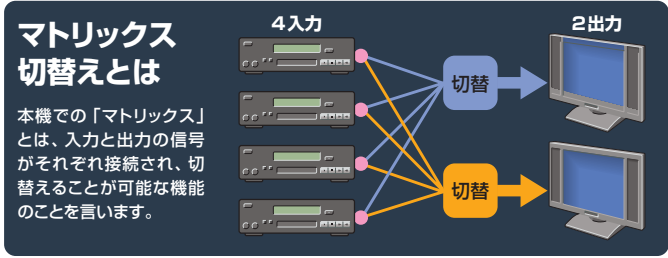 マトリックス
切替えとは
本機での「マトリックス」
とは、入力と出力の信号
がそれぞれ接続され、切
替えることが可能な機能
のことを言います。
4入力
2出力
切替
切替